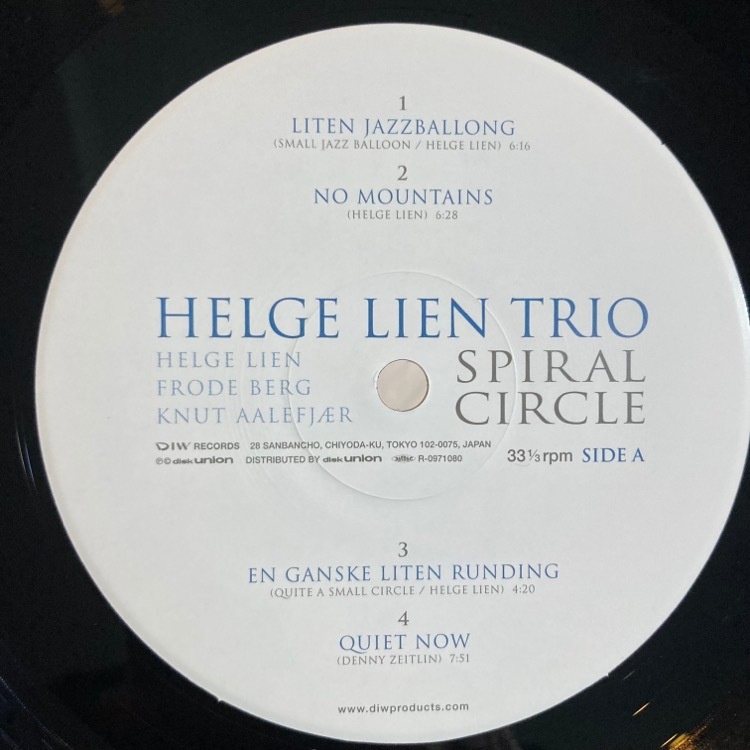 1
LITEN JAZZBALLONG
(SMALL JAZZ BALLOON / HELGE LIEN) 6:16
2
NO MOUNTAINS
(HELGE LIEN) 6:28
HELGE LIEN TRIO
HELGE LIEN
FRODE BERG
KNUT AALEFJÆR
SPIRAL
CIRCLE
DIW RECORDS 28 SANBANCHO, CHIYODA-KU, TOKYO 102-0075, JAPAN
℗© disk union DISTRIBUTED BY disk union R-0971080
33⅓ rpm SIDE A
3
EN GANSKE LITEN RUNDING
(QUITE A SMALL CIRCLE / HELGE LIEN) 4:20
4
QUIET NOW
(DENNY ZEITLIN) 7:51
www.diwproducts.com